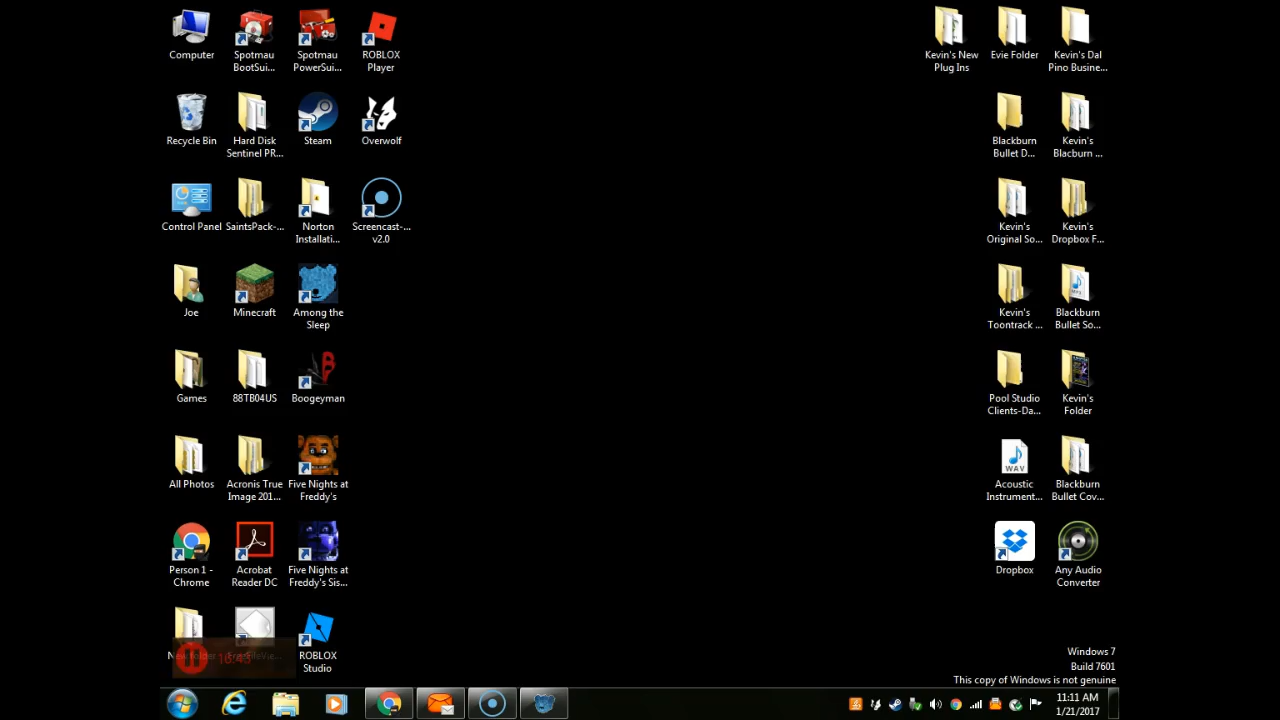 Computer
Spotmau
BootSui...
Spotmau
PowerSui...
ROBLOX
Player
Kevin's New
Plug Ins
Evie Folder
Kevin's Dal
Pino Busine...
Recycle Bin
Hard Disk
Sentinel PR...
Steam
Overwolf
Blackburn
Bullet D...
Kevin's
Blacburn ...
Control Panel
SaintsPack-...
Norton
Installati...
Screencast-...
v2.0
Kevin's
Original So...
Kevin's
Dropbox F...
Joe
Minecraft
Among the
Sleep
Kevin's
Toontrack ...
MP3
Blackburn
Bullet So...
Games
88TB04US
Boogeyman
Pool Studio
Clients-Da...
Kevin's
Folder
All Photos
Acronis True
Image 201...
Five Nights at
Freddy's
WAV
Acoustic
Instrument...
Blackburn
Bullet Cov...
Person 1 -
Chrome
Acrobat
Reader DC
Five Nights at
Freddy's Sis...
Dropbox
Any Audio
Converter
ROBLOX
Studio
Windows 7
Build 7601
This copy of Windows is not genuine
11:11 AM
1/21/2017